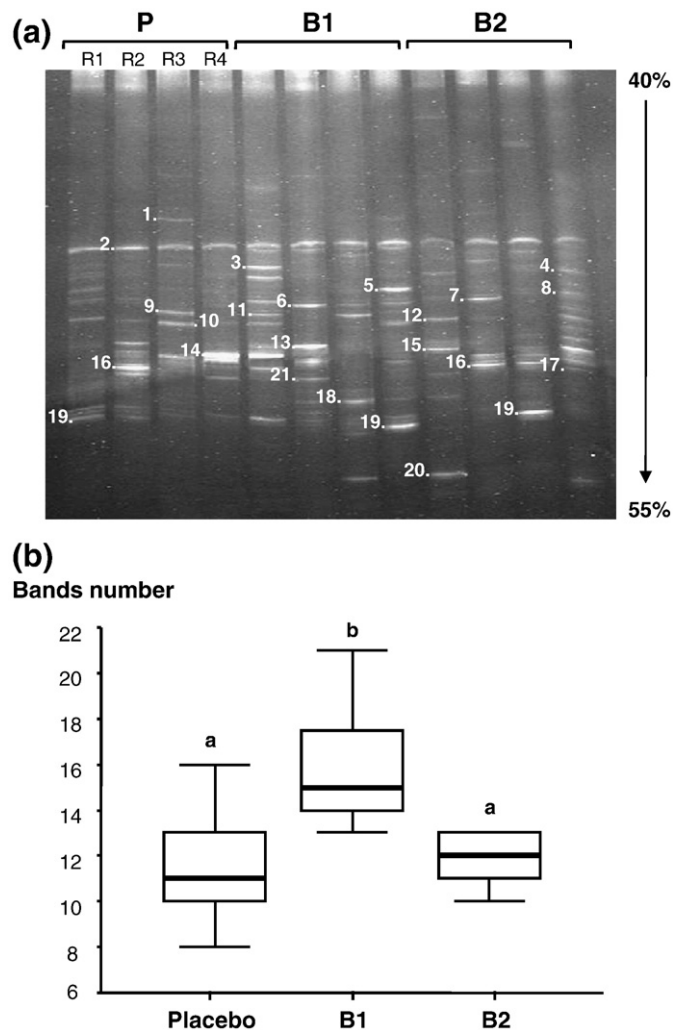 (a)
P B1 B2
R1 R2 R3 R4
40%
1.
2.
3. 4.
5. 8.
6. 7.
9. 10 11. 12.
13. 15.
14.
16. 16. 17.
21.
18.
19. 19. 19.
20.
55%
(b)
Bands number
22
b
20
18
a
16
14
a
12
10
8
6
Placebo B1 B2